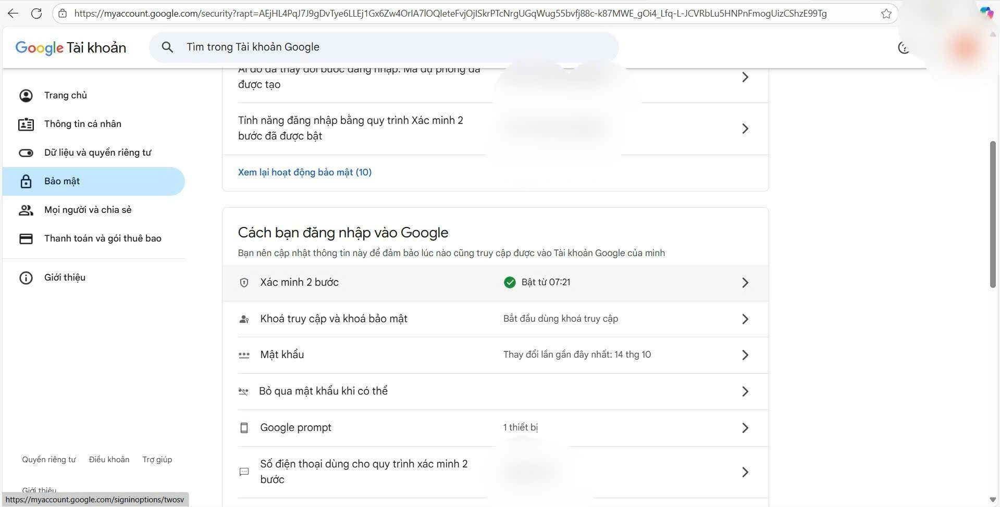 https://myaccount.google.com/security?rapt=AEjHL4PqJ7J9gDvTye6LLEj1Gx6Zw4OrIA7lOQIeteFvjOjISkrPTcNrgUGqWug55bvfj88c-k87MWE_gOi4_Lfq-L-JCVRbLu5HNPnFmogUizCShzE99Tg
Google Tài khoản
Tìm trong Tài khoản Google
Trang chủ
Thông tin cá nhân
Dữ liệu và quyền riêng tư
Bảo mật
Mọi người và chia sẻ
Thanh toán và gói thuê bao
Giới thiệu
Quyền riêng tư Điều khoản Trợ giúp
Giới thiệu
https://myaccount.google.com/signinoptions/twosv
Ai đó đã thay đổi bước đăng nhập: Mã dự phòng đã
được tạo
Tính năng đăng nhập bằng quy trình Xác minh 2
bước đã được bật
Xem lại hoạt động bảo mật (10)
Cách bạn đăng nhập vào Google
Bạn nên cập nhật thông tin này để đảm bảo lúc nào cũng truy cập được vào Tài khoản Google của mình
Xác minh 2 bước Bật từ 07:21
Khoá truy cập và khoá bảo mật Bắt đầu dùng khoá truy cập
Mật khẩu Thay đổi lần gần đây nhất: 14 thg 10
Bỏ qua mật khẩu khi có thể
Google prompt 1 thiết bị
Số điện thoại dùng cho quy trình xác minh 2
bước